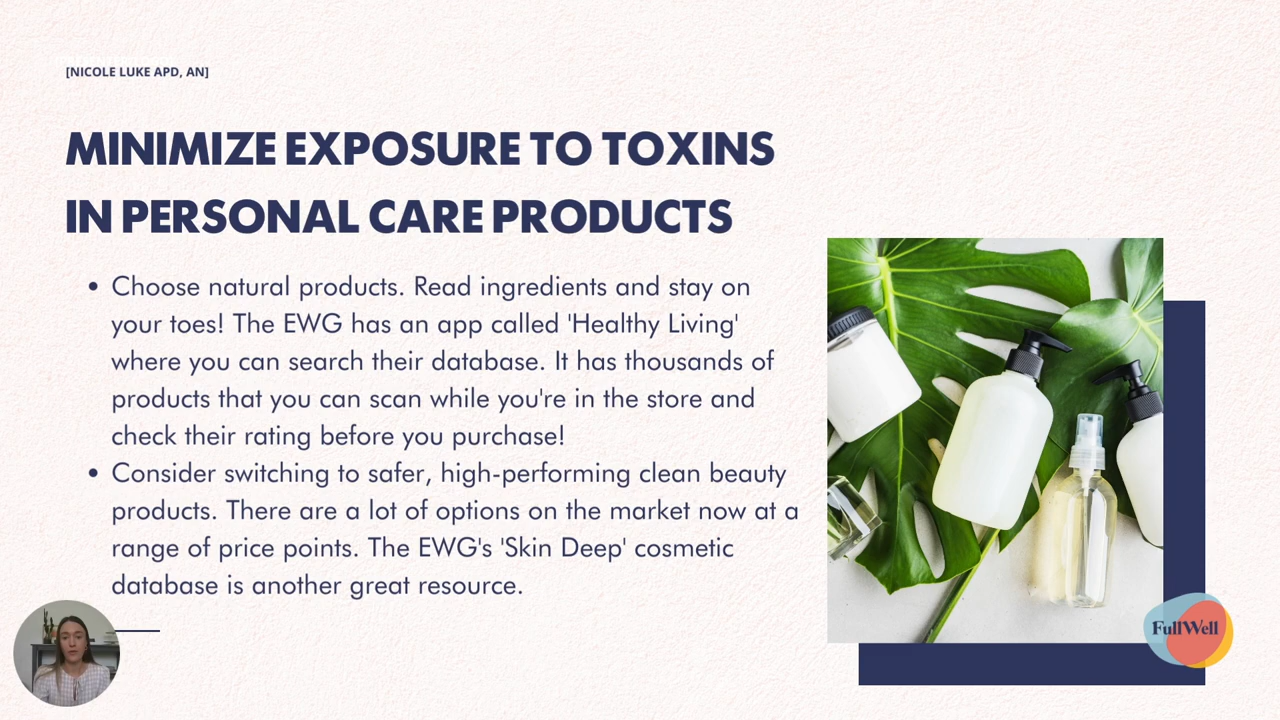 [NICOLE LUKE APD, AN]
MINIMIZE EXPOSURE TO TOXINS
IN PERSONAL CARE PRODUCTS
• Choose natural products. Read ingredients and stay on
your toes! The EWG has an app called 'Healthy Living'
where you can search their database. It has thousands of
products that you can scan while you're in the store and
check their rating before you purchase!
• Consider switching to safer, high-performing clean beauty
products. There are a lot of options on the market now at a
range of price points. The EWG's 'Skin Deep' cosmetic
database is another great resource.
FullWell